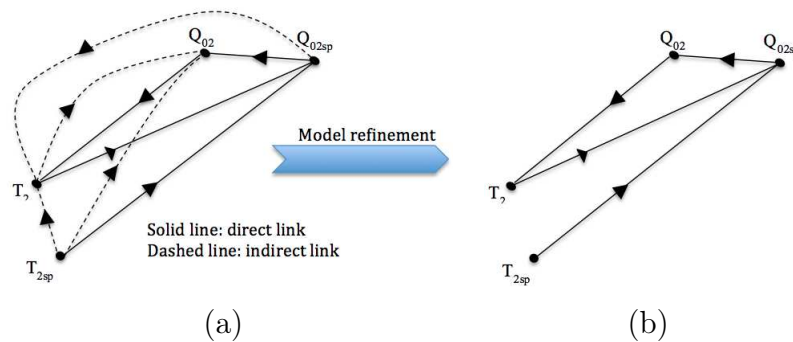 Q02
Q02sp
T2
T2sp
Solid line: direct link
Dashed line: indirect link
(a)
Model refinement
Q02
Q02s
T2
T2sp
(b)